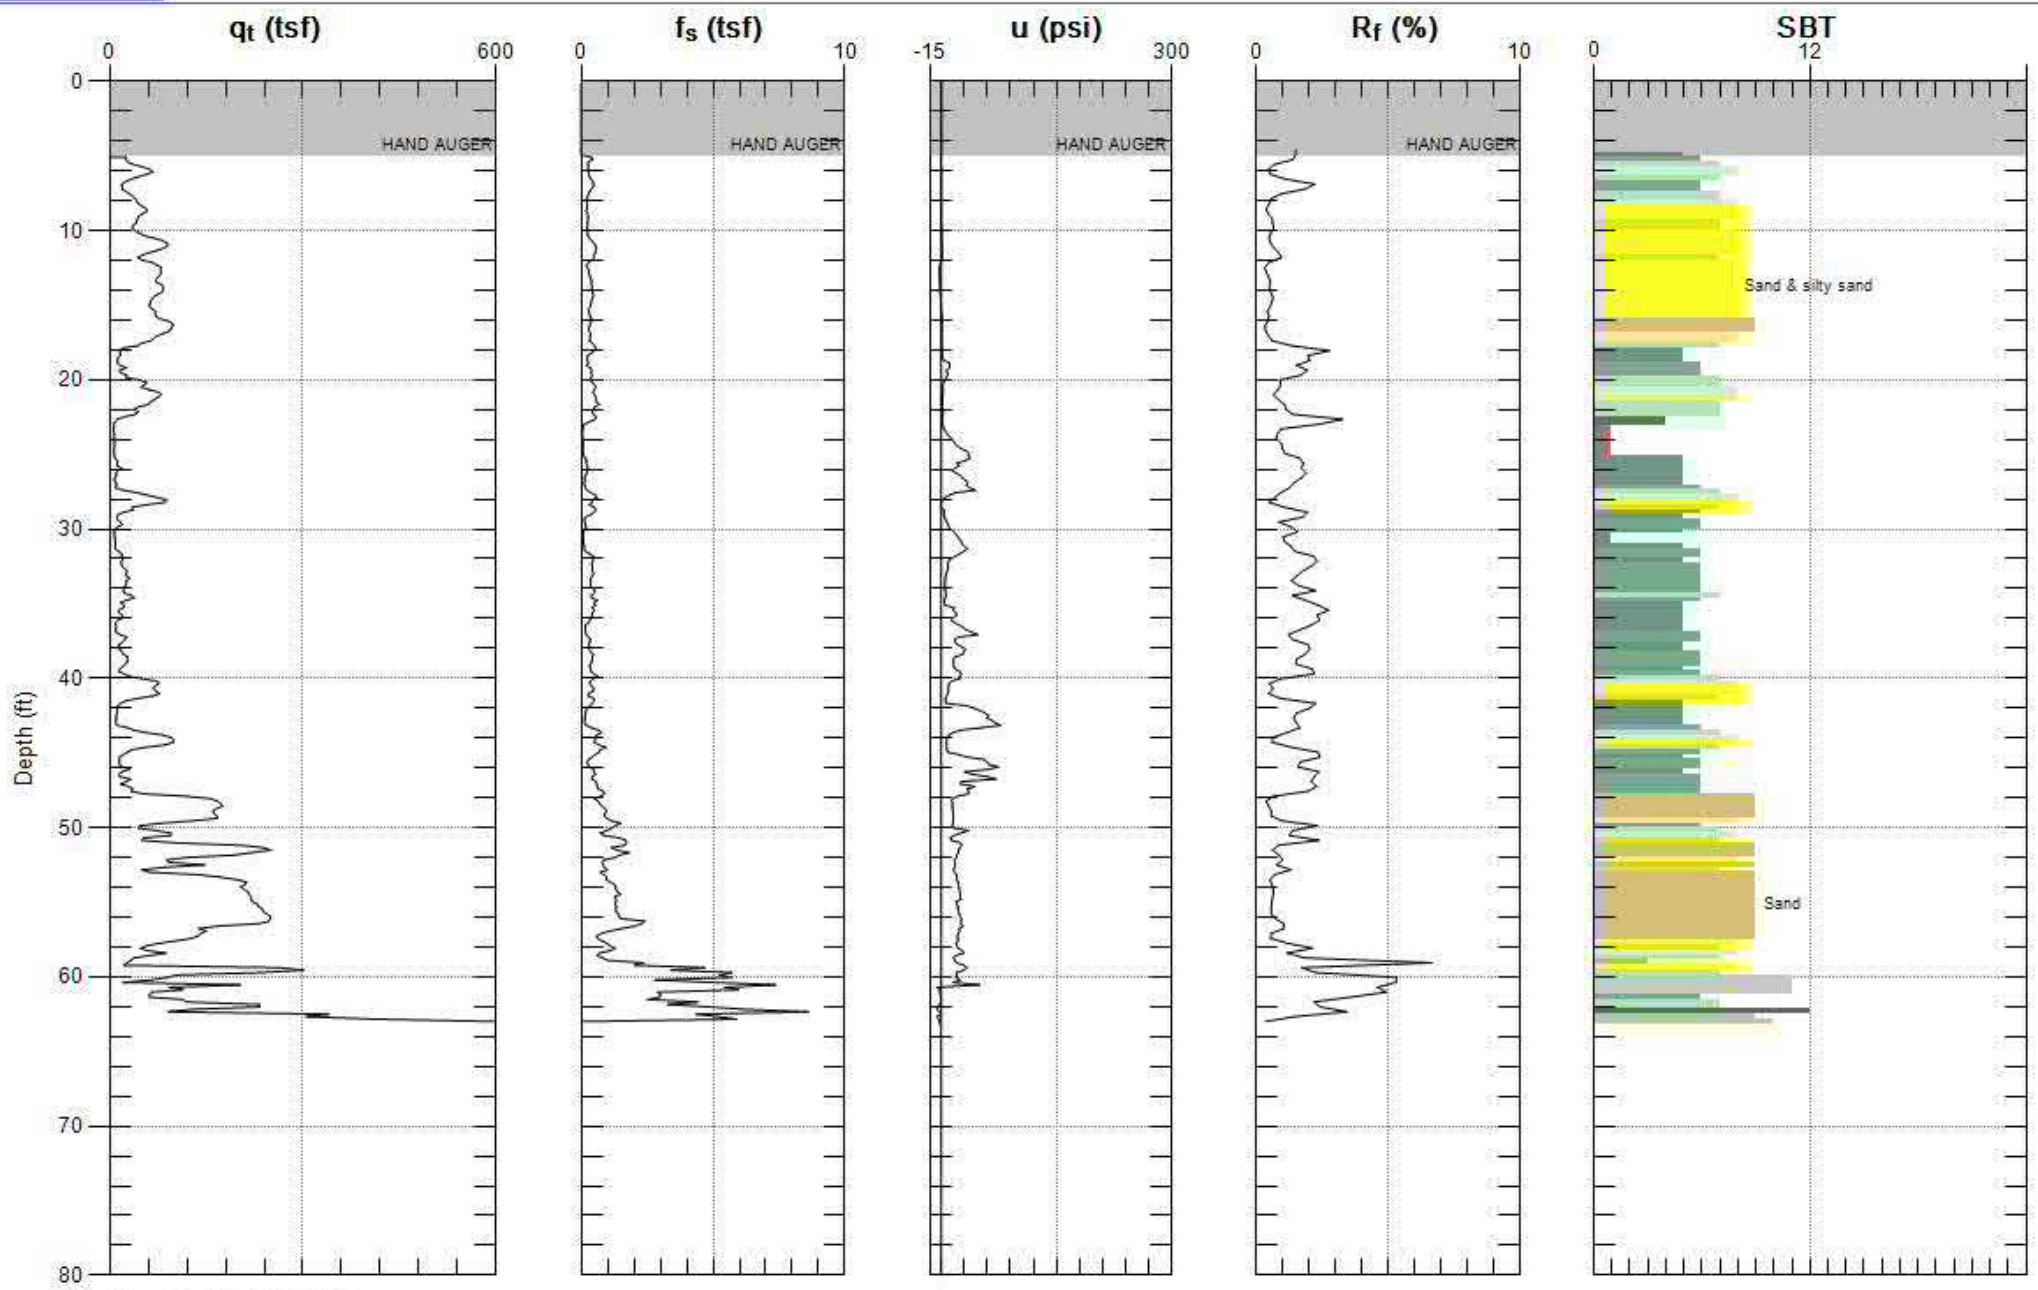 qt (tsf) fs (tsf) u (psi) Rf (%) SBT
0 600 0 10 -15 300 0 10 0 12
0
HAND AUGER HAND AUGER HAND AUGER HAND AUGER
10
Sand & silty sand
20
30
40
Depth (ft)
50
Sand
60
70
80